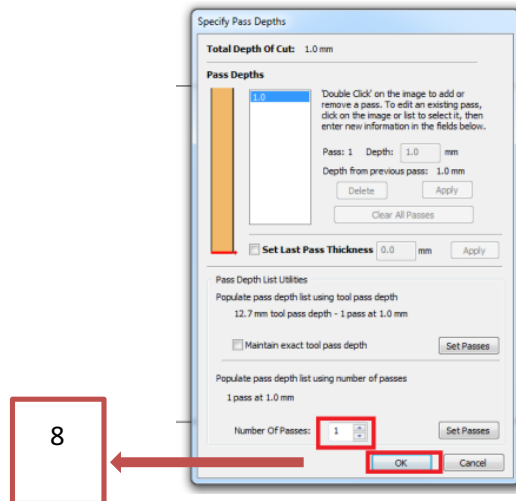 Specify Pass Depths
Total Depth Of Cut: 1.0 mm
Pass Depths
1.0
'Double Click' on the image to add or
remove a pass. To edit an existing pass,
click on the image or list to select it, then
enter new information in the fields below.
Pass: 1 Depth: 1.0 mm
Depth from previous pass: 1.0 mm
Delete Apply
Clear All Passes
Set Last Pass Thickness 0.0 mm Apply
Pass Depth List Utilities
Populate pass depth list using tool pass depth
12.7 mm tool pass depth - 1 pass at 1.0 mm
Maintain exact tool pass depth Set Passes
Populate pass depth list using number of passes
1 pass at 1.0 mm
Number Of Passes: 1 Set Passes
8
OK Cancel